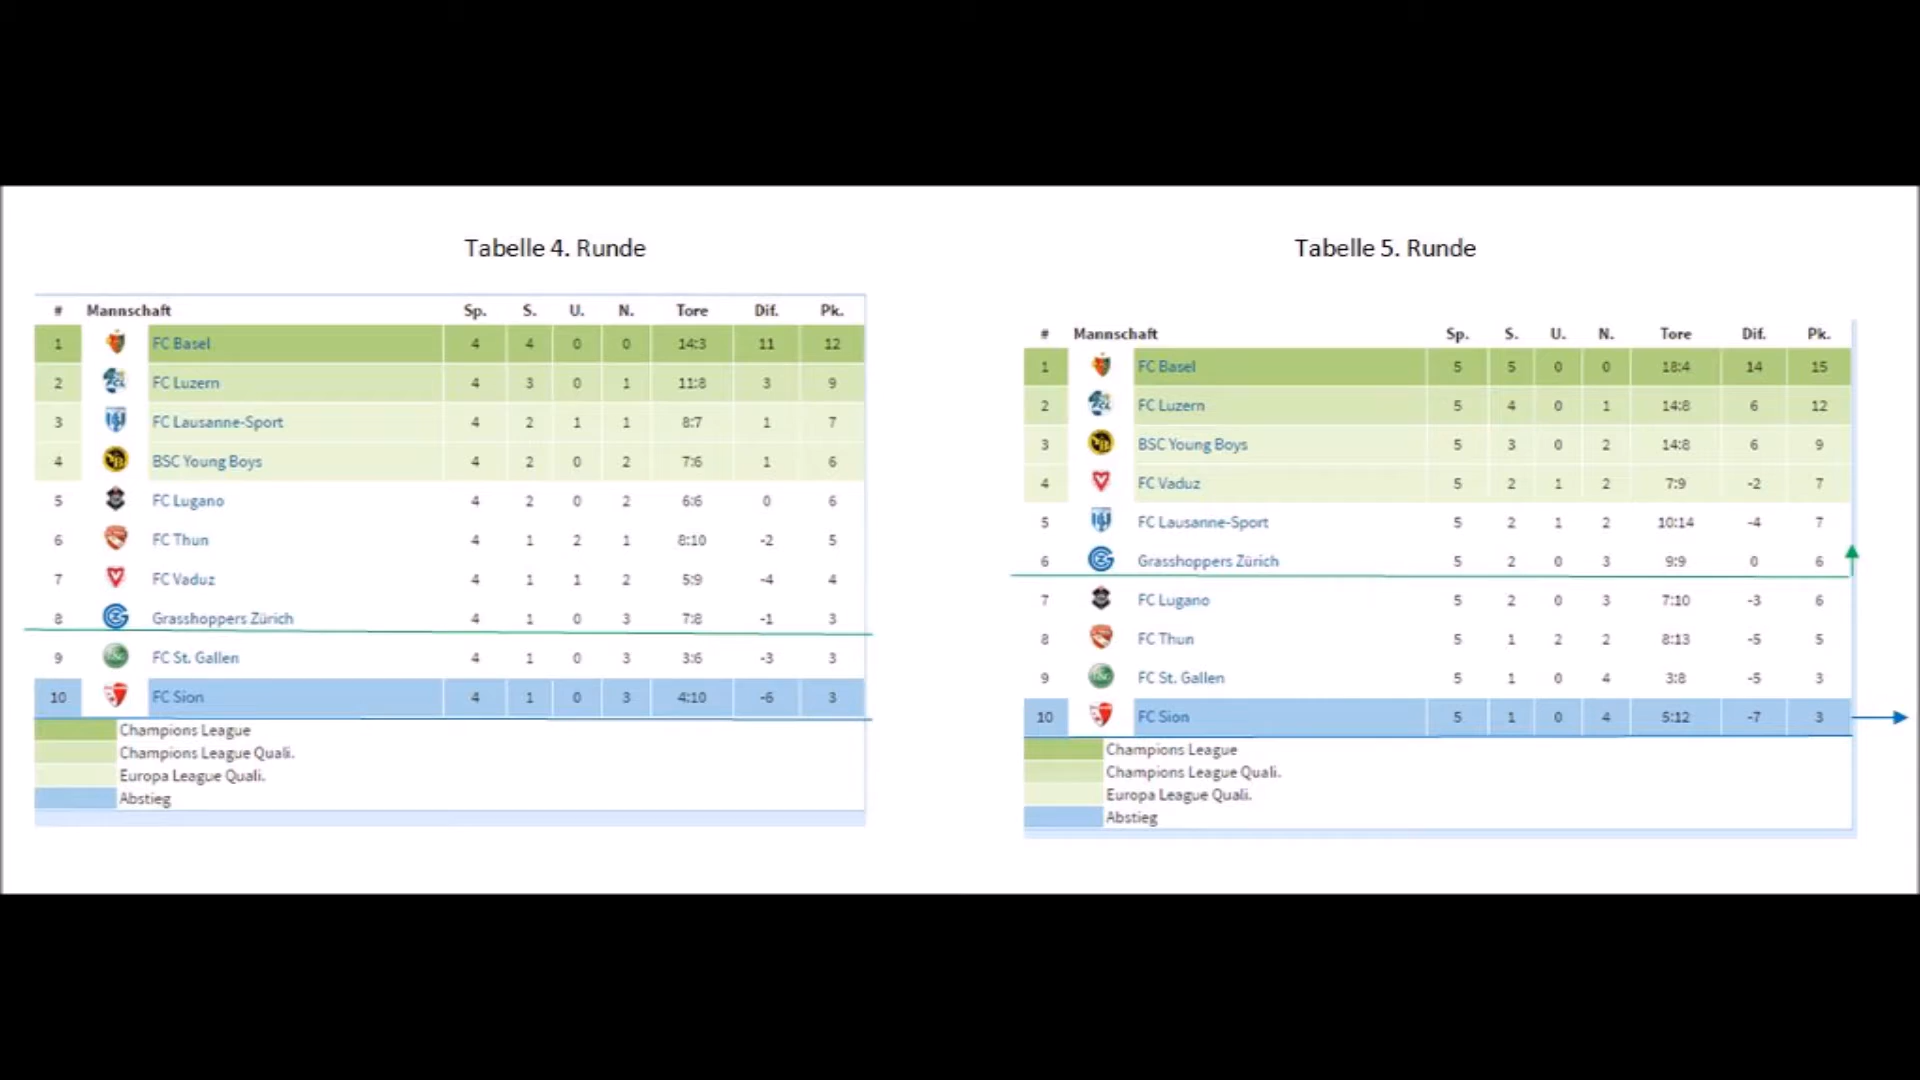 Tabelle 4. Runde
# Mannschaft Sp. S. U. N. Tore Dif. Pk.
1 FC Basel 4 4 0 0 14:3 11 12
2 FC Luzern 4 3 0 1 11:8 3 9
3 FC Lausanne-Sport 4 2 1 1 8:7 1 7
4 BSC Young Boys 4 2 0 2 7:6 1 6
5 FC Lugano 4 2 0 2 6:6 0 6
6 FC Thun 4 1 2 1 8:10 -2 5
7 FC Vaduz 4 1 1 2 5:9 -4 4
8 Grasshoppers Zürich 4 1 0 3 7:8 -1 3
9 FC St. Gallen 4 1 0 3 3:6 -3 3
10 FC Sion 4 1 0 3 4:10 -6 3
Champions League
Champions League Quali.
Europa League Quali.
Abstieg
Tabelle 5. Runde
# Mannschaft Sp. S. U. N. Tore Dif. Pk.
1 FC Basel 5 5 0 0 18:4 14 15
2 FC Luzern 5 4 0 1 14:8 6 12
3 BSC Young Boys 5 3 0 2 14:8 6 9
4 FC Vaduz 5 2 1 2 7:9 -2 7
5 FC Lausanne-Sport 5 2 1 2 10:14 -4 7
6 Grasshoppers Zürich 5 2 0 3 9:9 0 6
7 FC Lugano 5 2 0 3 7:10 -3 6
8 FC Thun 5 1 2 2 8:13 -5 5
9 FC St. Gallen 5 1 0 4 3:8 -5 3
10 FC Sion 5 1 0 4 5:12 -7 3
Champions League
Champions League Quali.
Europa League Quali.
Abstieg